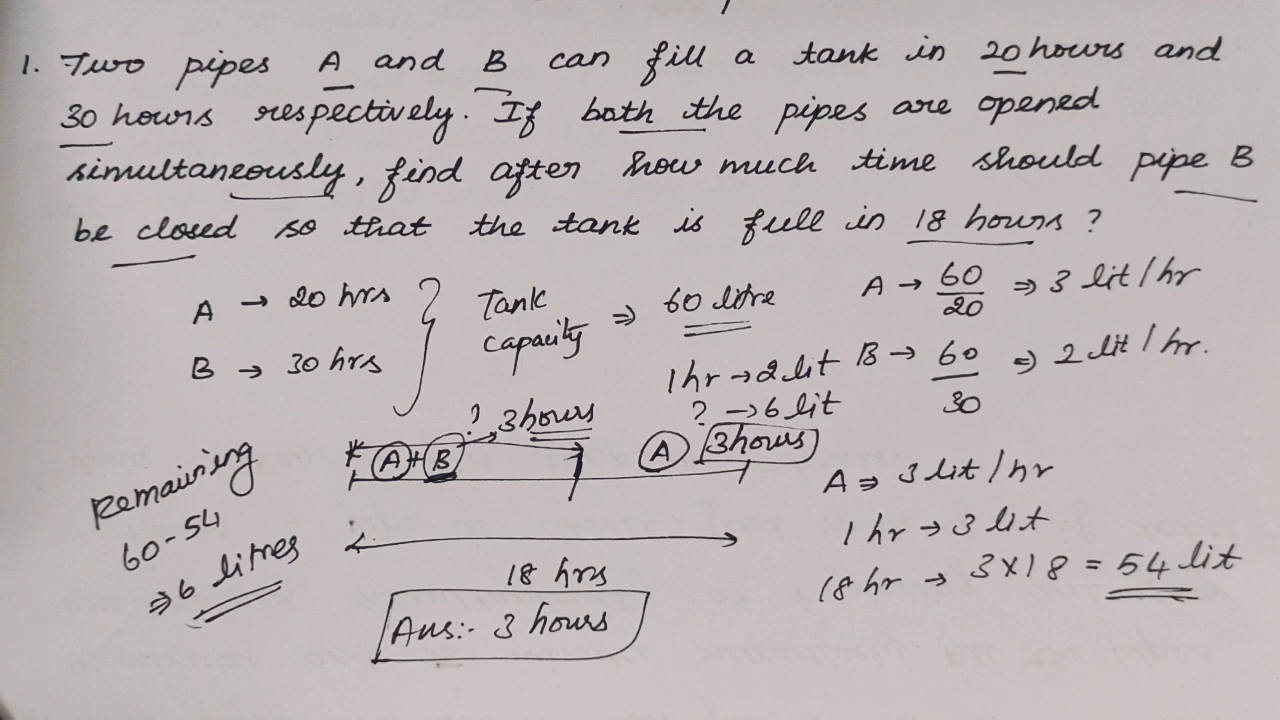 1. Two pipes A and B can fill a tank in 20 hours and
30 hours respectively. If both the pipes are opened
simultaneously, find after how much time should pipe B
be closed so that the tank is full in 18 hours?
A → 20 hrs
B → 30 hrs
Tank
capacity ⇒ 60 litre
A → 60/20 ⇒ 3 lit/hr
B → 60/30 ⇒ 2 lit/hr.
1hr → 2 lit
? → 6 lit
? 3 hours
A+B
A 3 hours
18 hrs
Remaining
60-54
⇒ 6 litres
A ⇒ 3 lit/hr
1 hr → 3 lit
18 hr → 3×18 = 54 lit
Ans:- 3 hours